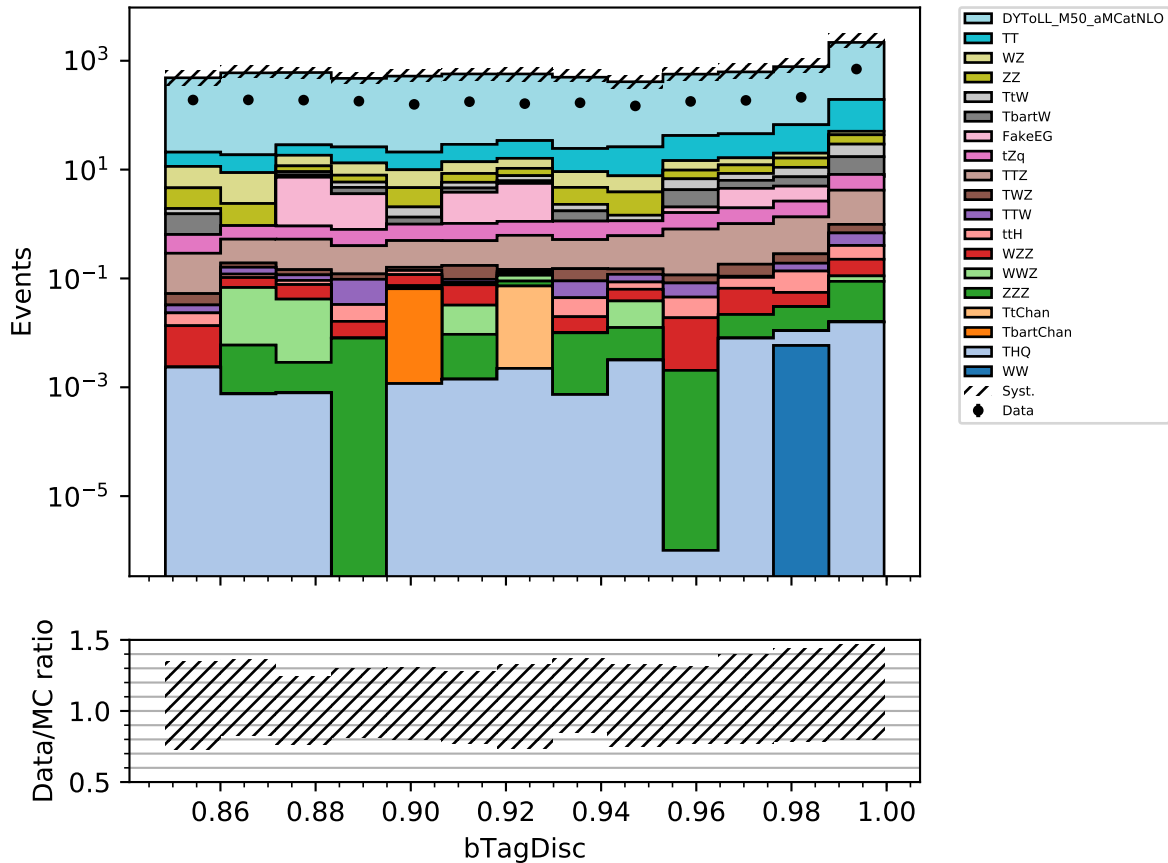 Events
10³
10¹
10⁻¹
10⁻³
10⁻⁵
DYToLL_M50_aMCatNLO
TT
WZ
ZZ
TtW
TbartW
FakeEG
tZq
TTZ
TWZ
TTW
ttH
WZZ
WWZ
ZZZ
TtChan
TbartChan
THQ
WW
Syst.
Data
Data/MC ratio
1.5
1.0
0.5
0.86 0.88 0.90 0.92 0.94 0.96 0.98 1.00
bTagDisc